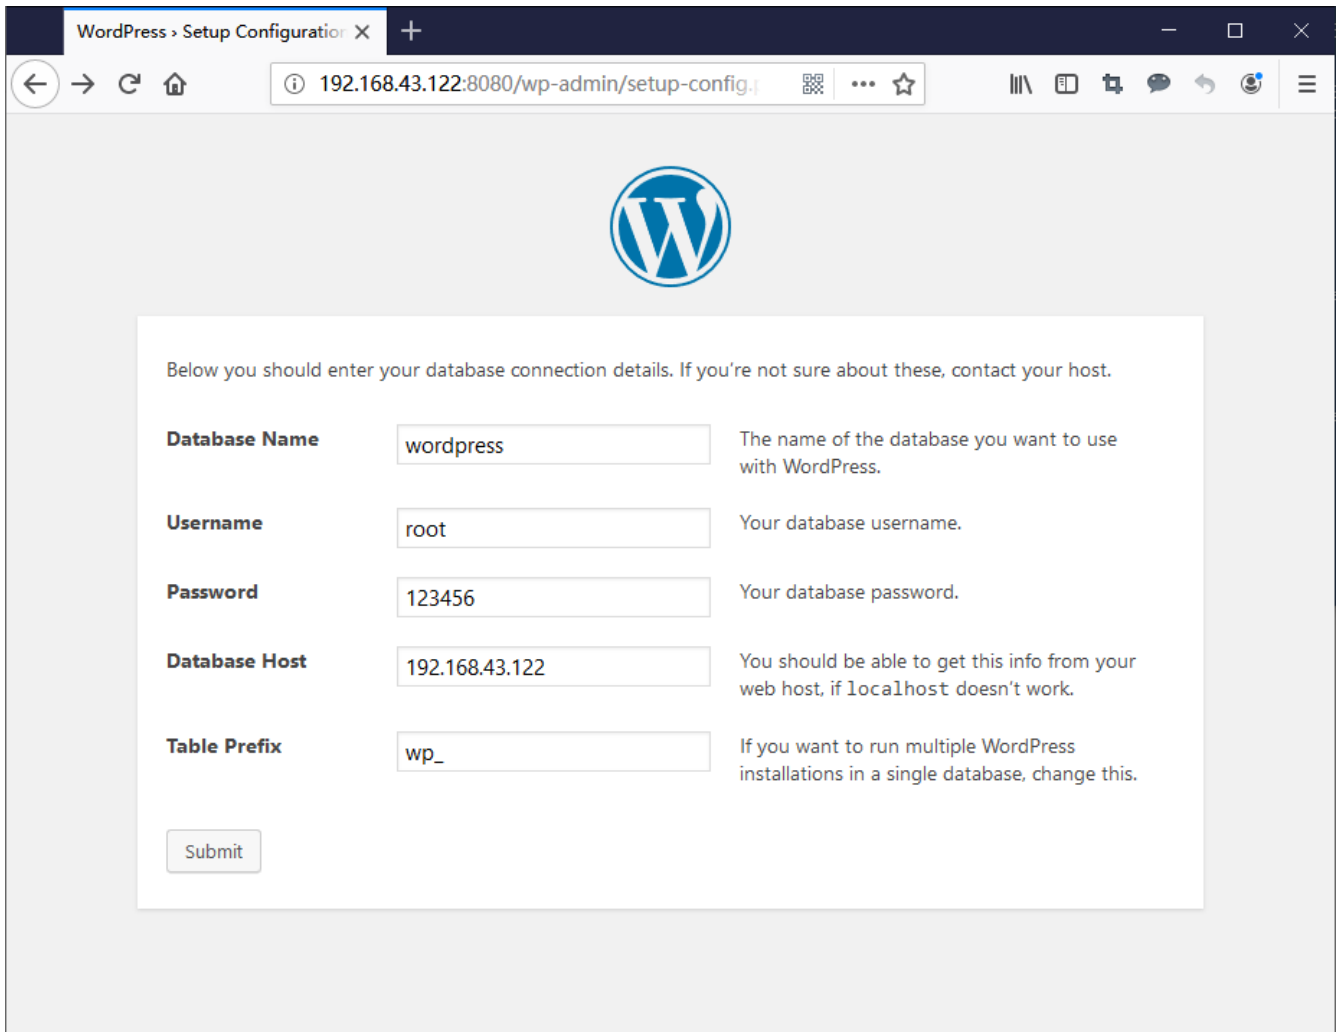 WordPress › Setup Configuration
192.168.43.122:8080/wp-admin/setup-config.p
Below you should enter your database connection details. If you're not sure about these, contact your host.
Database Name
wordpress
The name of the database you want to use
with WordPress.
Username
root
Your database username.
Password
123456
Your database password.
Database Host
192.168.43.122
You should be able to get this info from your
web host, if localhost doesn't work.
Table Prefix
wp_
If you want to run multiple WordPress
installations in a single database, change this.
Submit